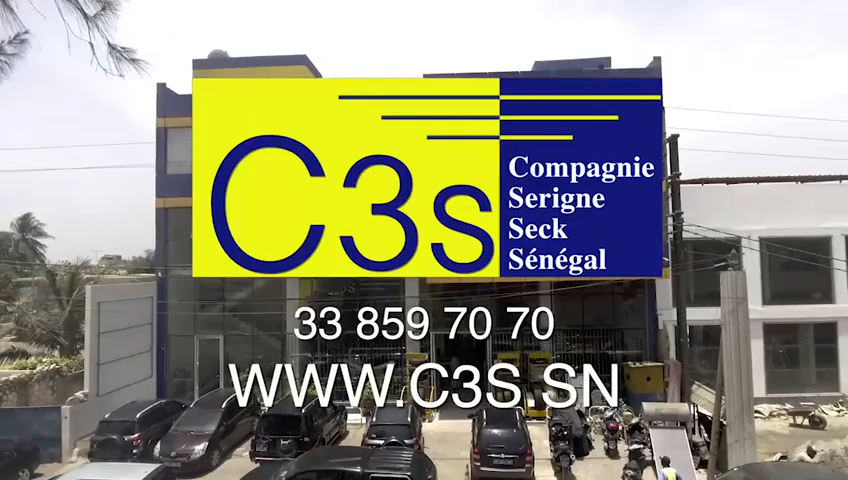 C3s
Compagnie
Serigne
Seck
Sénégal
33 859 70 70
WWW.C3S.SN